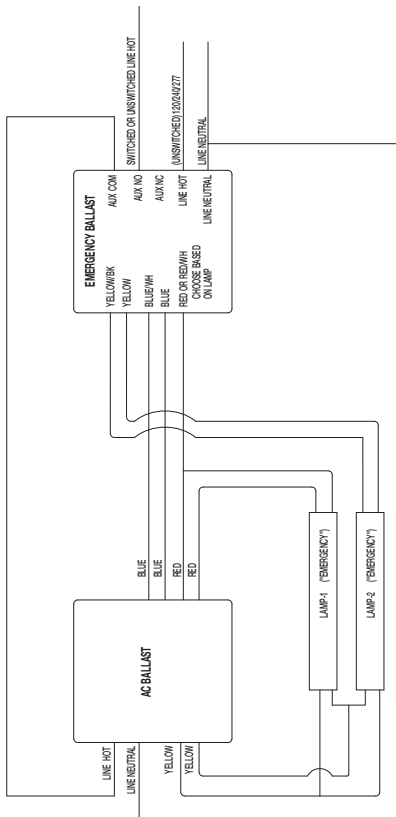 EMERGENCY BALLAST
YELLOW/BK
YELLOW
BLUE/WH
BLUE
RED OR RED/WH
CHOOSE BASED
ON LAMP
AUX COM
AUX NO
AUX NC
LINE HOT
LINE NEUTRAL
SWITCHED OR UNSWITCHED LINE HOT
(UNSWITCHED)120/240/277
LINE NEUTRAL
AC BALLAST
BLUE
BLUE
RED
RED
LINE HOT
LINE NEUTRAL
YELLOW
YELLOW
LAMP-1 ("EMERGENCY")
LAMP-2 ("EMERGENCY")